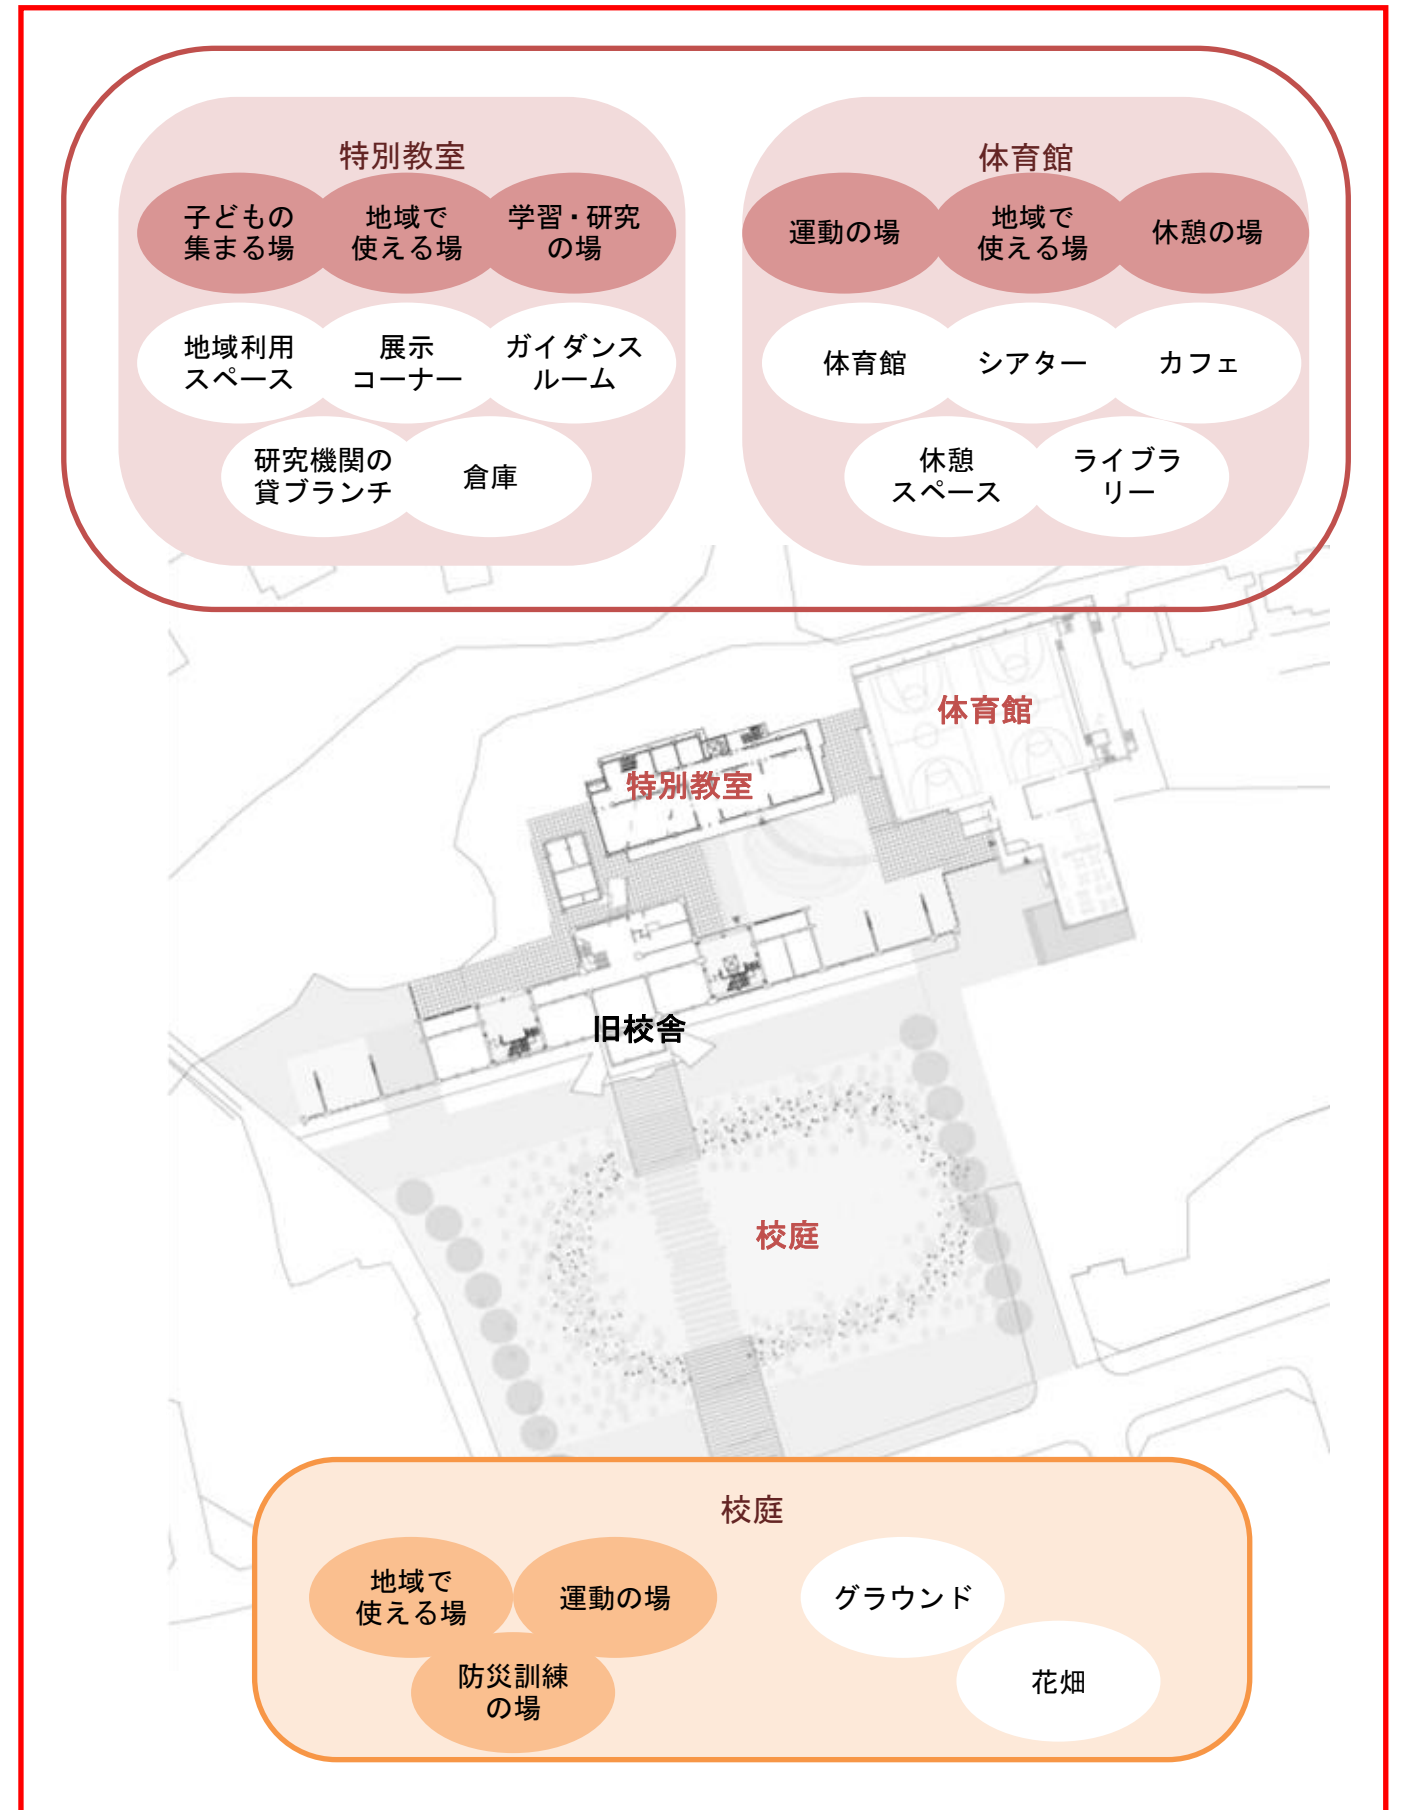 特別教室
子どもの
集まる場
地域で
使える場
学習・研究
の場
地域利用
スペース
展示
コーナー
ガイダンス
ルーム
研究機関の
貸ブランチ
倉庫
体育館
運動の場
地域で
使える場
休憩の場
体育館
シアター
カフェ
休憩
スペース
ライブラ
リー
体育館
特別教室
旧校舎
校庭
校庭
地域で
使える場
運動の場
防災訓練
の場
グラウンド
花畑